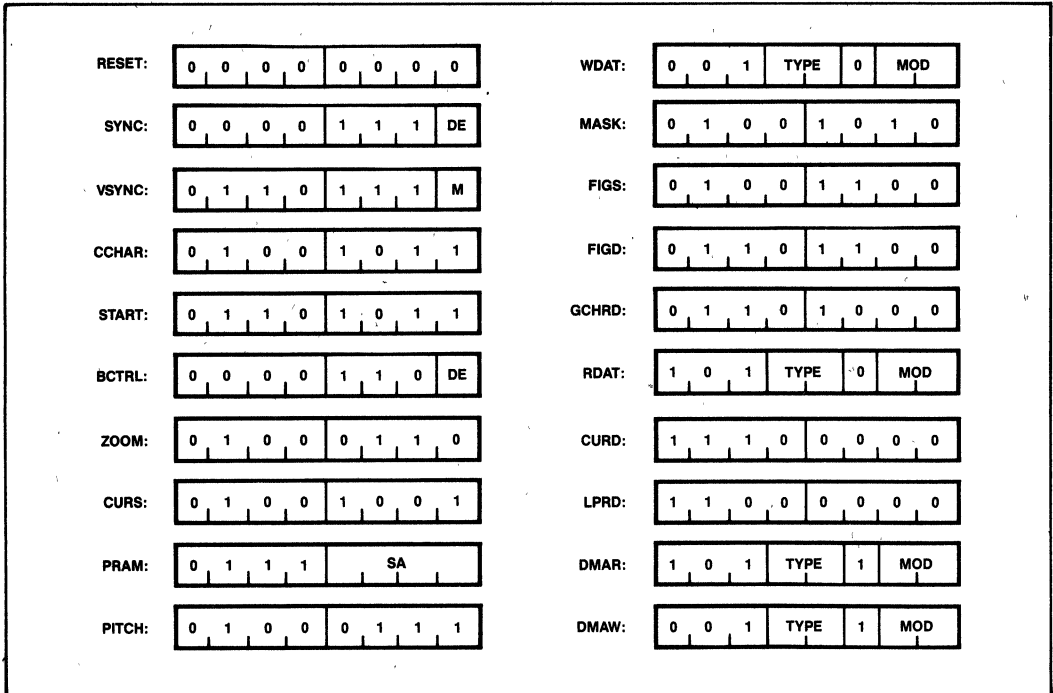 RESET: 0 0 0 0 0 0 0 0
SYNC: 0 0 0 0 1 1 1 DE
VSYNC: 0 1 1 0 1 1 1 M
CCHAR: 0 1 0 0 1 0 1 1
START: 0 1 1 0 1 0 1 1
BCTRL: 0 0 0 0 1 1 0 DE
ZOOM: 0 1 0 0 0 1 1 0
CURS: 0 1 0 0 1 0 0 1
PRAM: 0 1 1 1 SA
PITCH: 0 1 0 0 0 1 1 1
WDAT: 0 0 1 TYPE 0 MOD
MASK: 0 1 0 0 1 0 1 0
FIGS: 0 1 0 0 1 1 0 0
FIGD: 0 1 1 0 1 1 0 0
GCHRD: 0 1 1 0 1 0 0 0
RDAT: 1 0 1 TYPE 0 MOD
CURD: 1 1 1 0 0 0 0 0
LPRD: 1 1 0 0 0 0 0 0
DMAR: 1 0 1 TYPE 1 MOD
DMAW: 0 0 1 TYPE 1 MOD